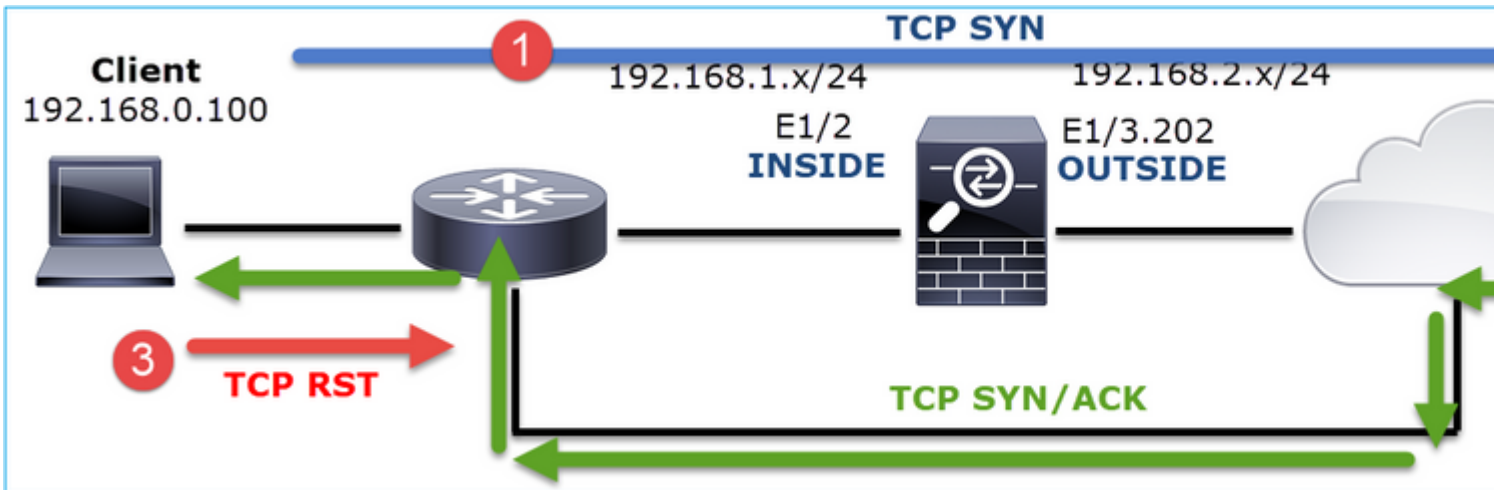 TCP SYN
1
Client
192.168.0.100
192.168.1.x/24
192.168.2.x/24
E1/2
INSIDE
E1/3.202
OUTSIDE
3
TCP RST
TCP SYN/ACK